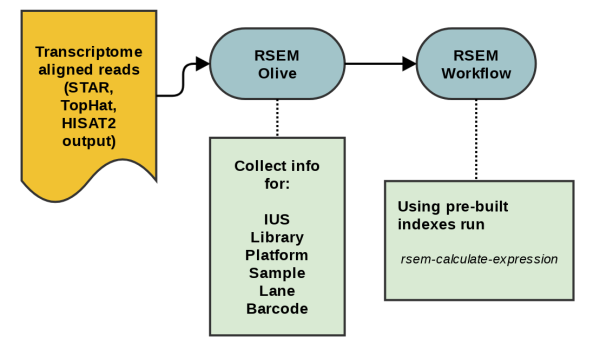 Transcriptome
aligned reads
(STAR,
TopHat,
HISAT2
output)
RSEM
Olive
RSEM
Workflow
Collect info
for:
IUS
Library
Platform
Sample
Lane
Barcode
Using pre-built
indexes run
rsem-calculate-expression